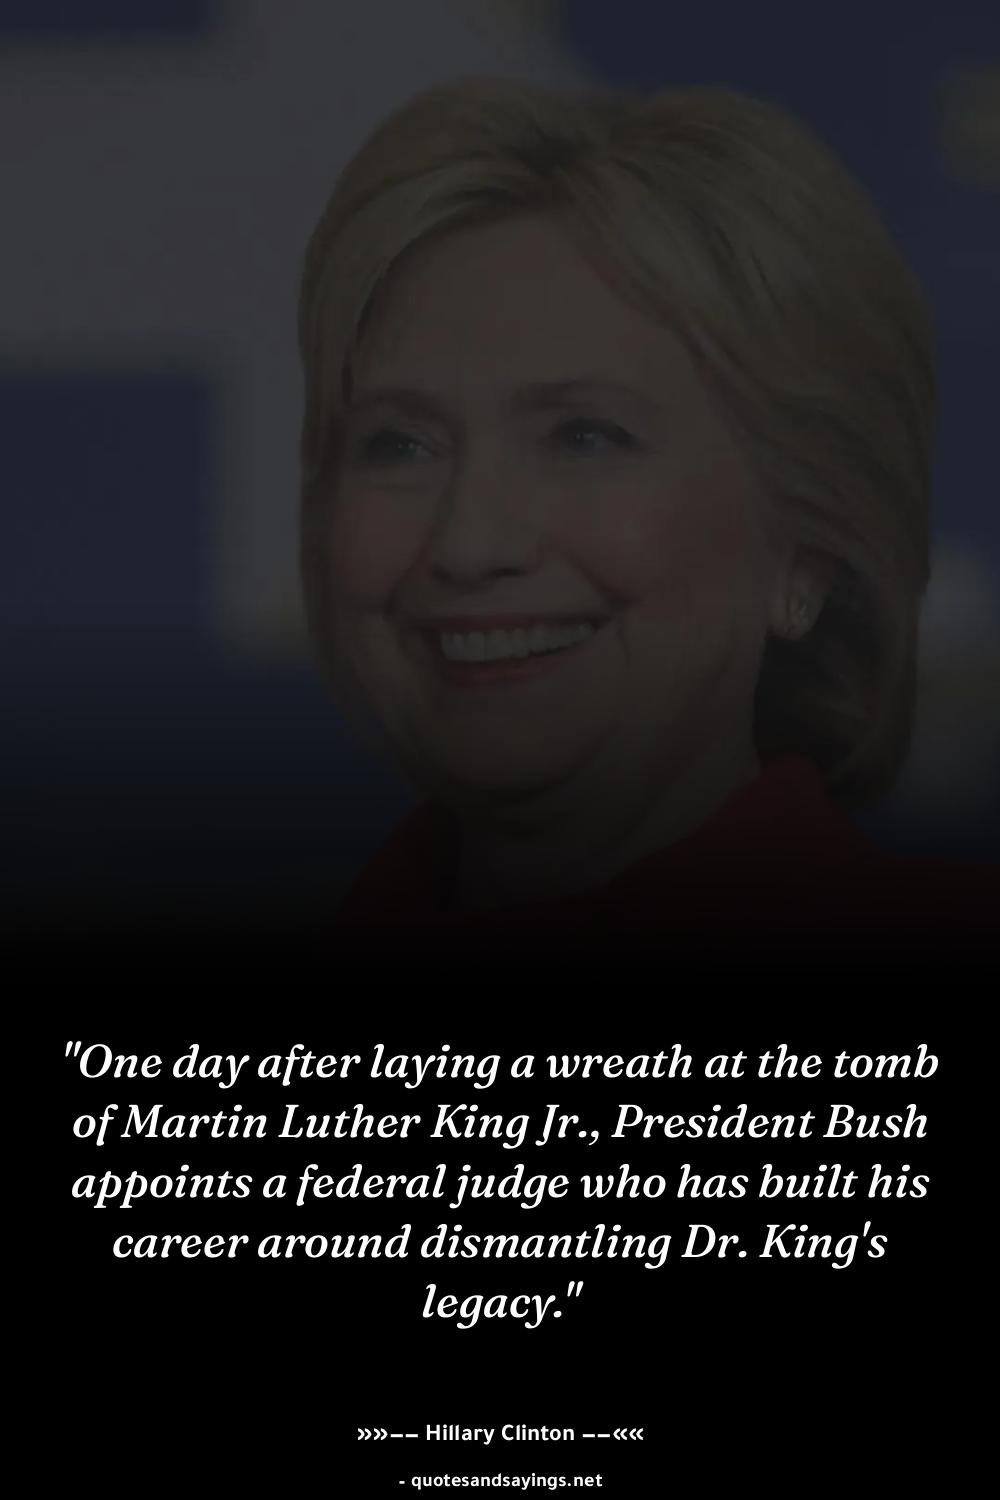 "One day after laying a wreath at the tomb
of Martin Luther King Jr., President Bush
appoints a federal judge who has built his
career around dismantling Dr. King's
legacy."
»»–– Hillary Clinton ––««
- quotesandsayings.net